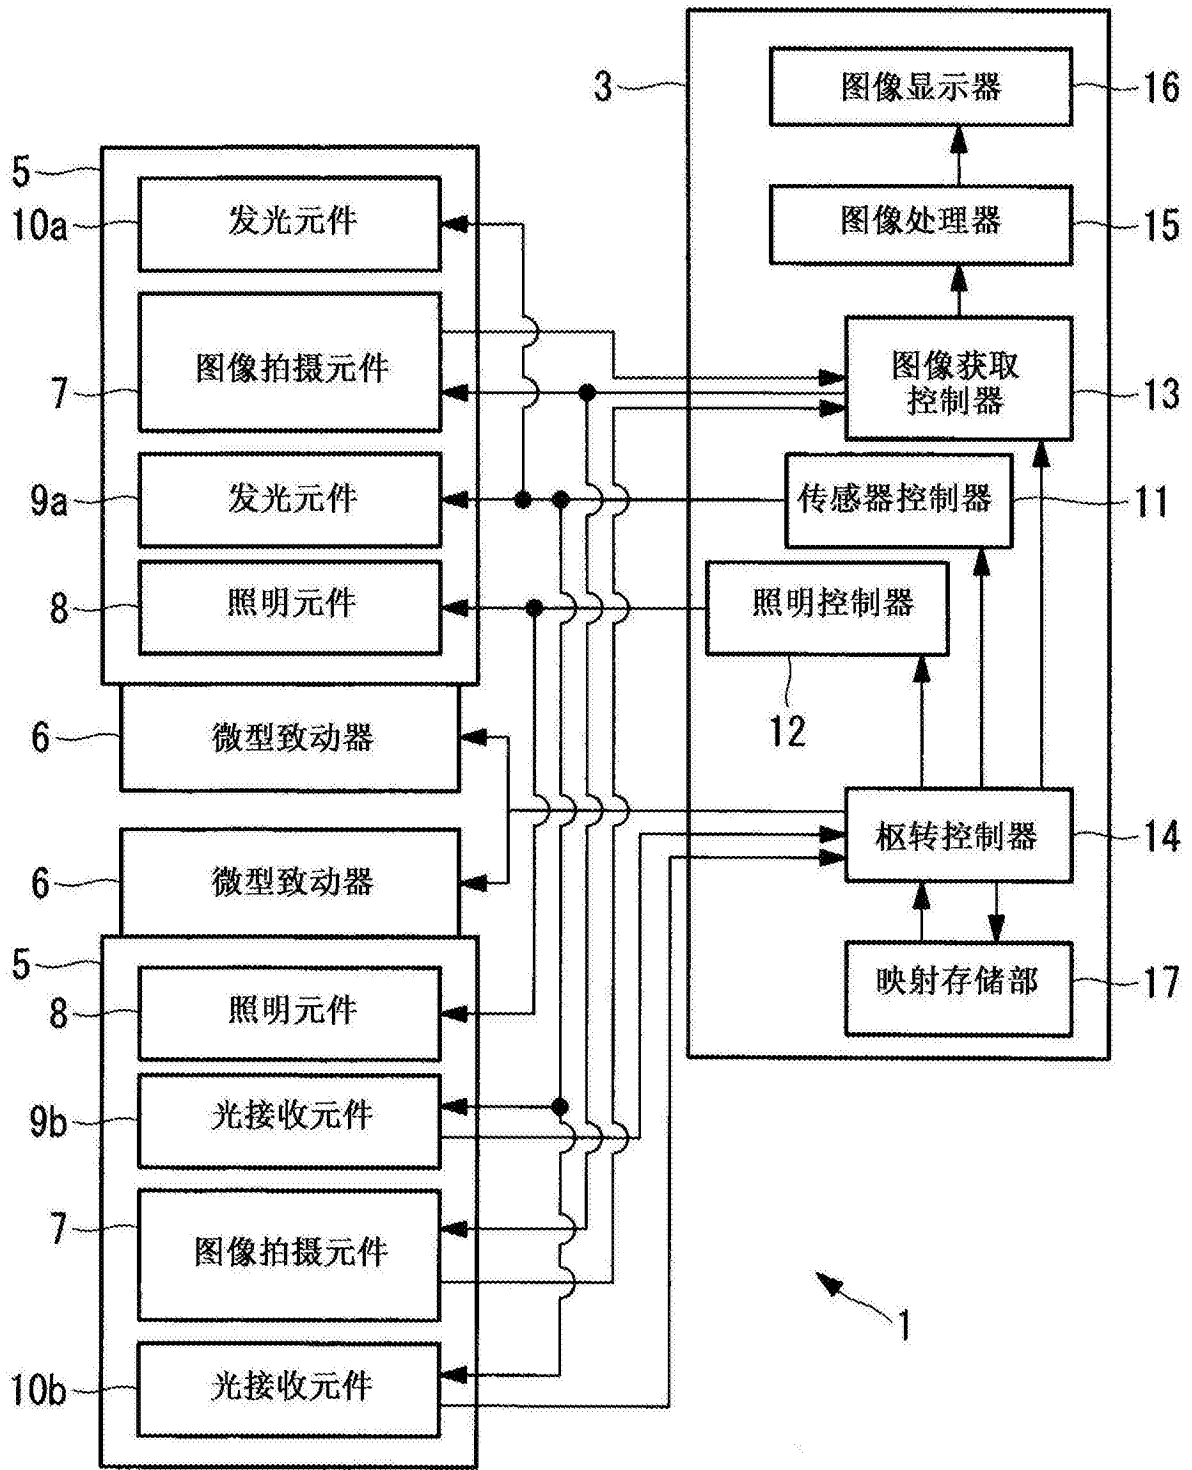 3
图像显示器
16
5
10a
发光元件
图像处理器
15
7
图像拍摄元件
图像获取
控制器
13
9a
发光元件
传感器控制器
11
8
照明元件
照明控制器
12
6
微型致动器
枢转控制器
14
6
微型致动器
5
映射存储部
17
8
照明元件
9b
光接收元件
7
图像拍摄元件
1
10b
光接收元件